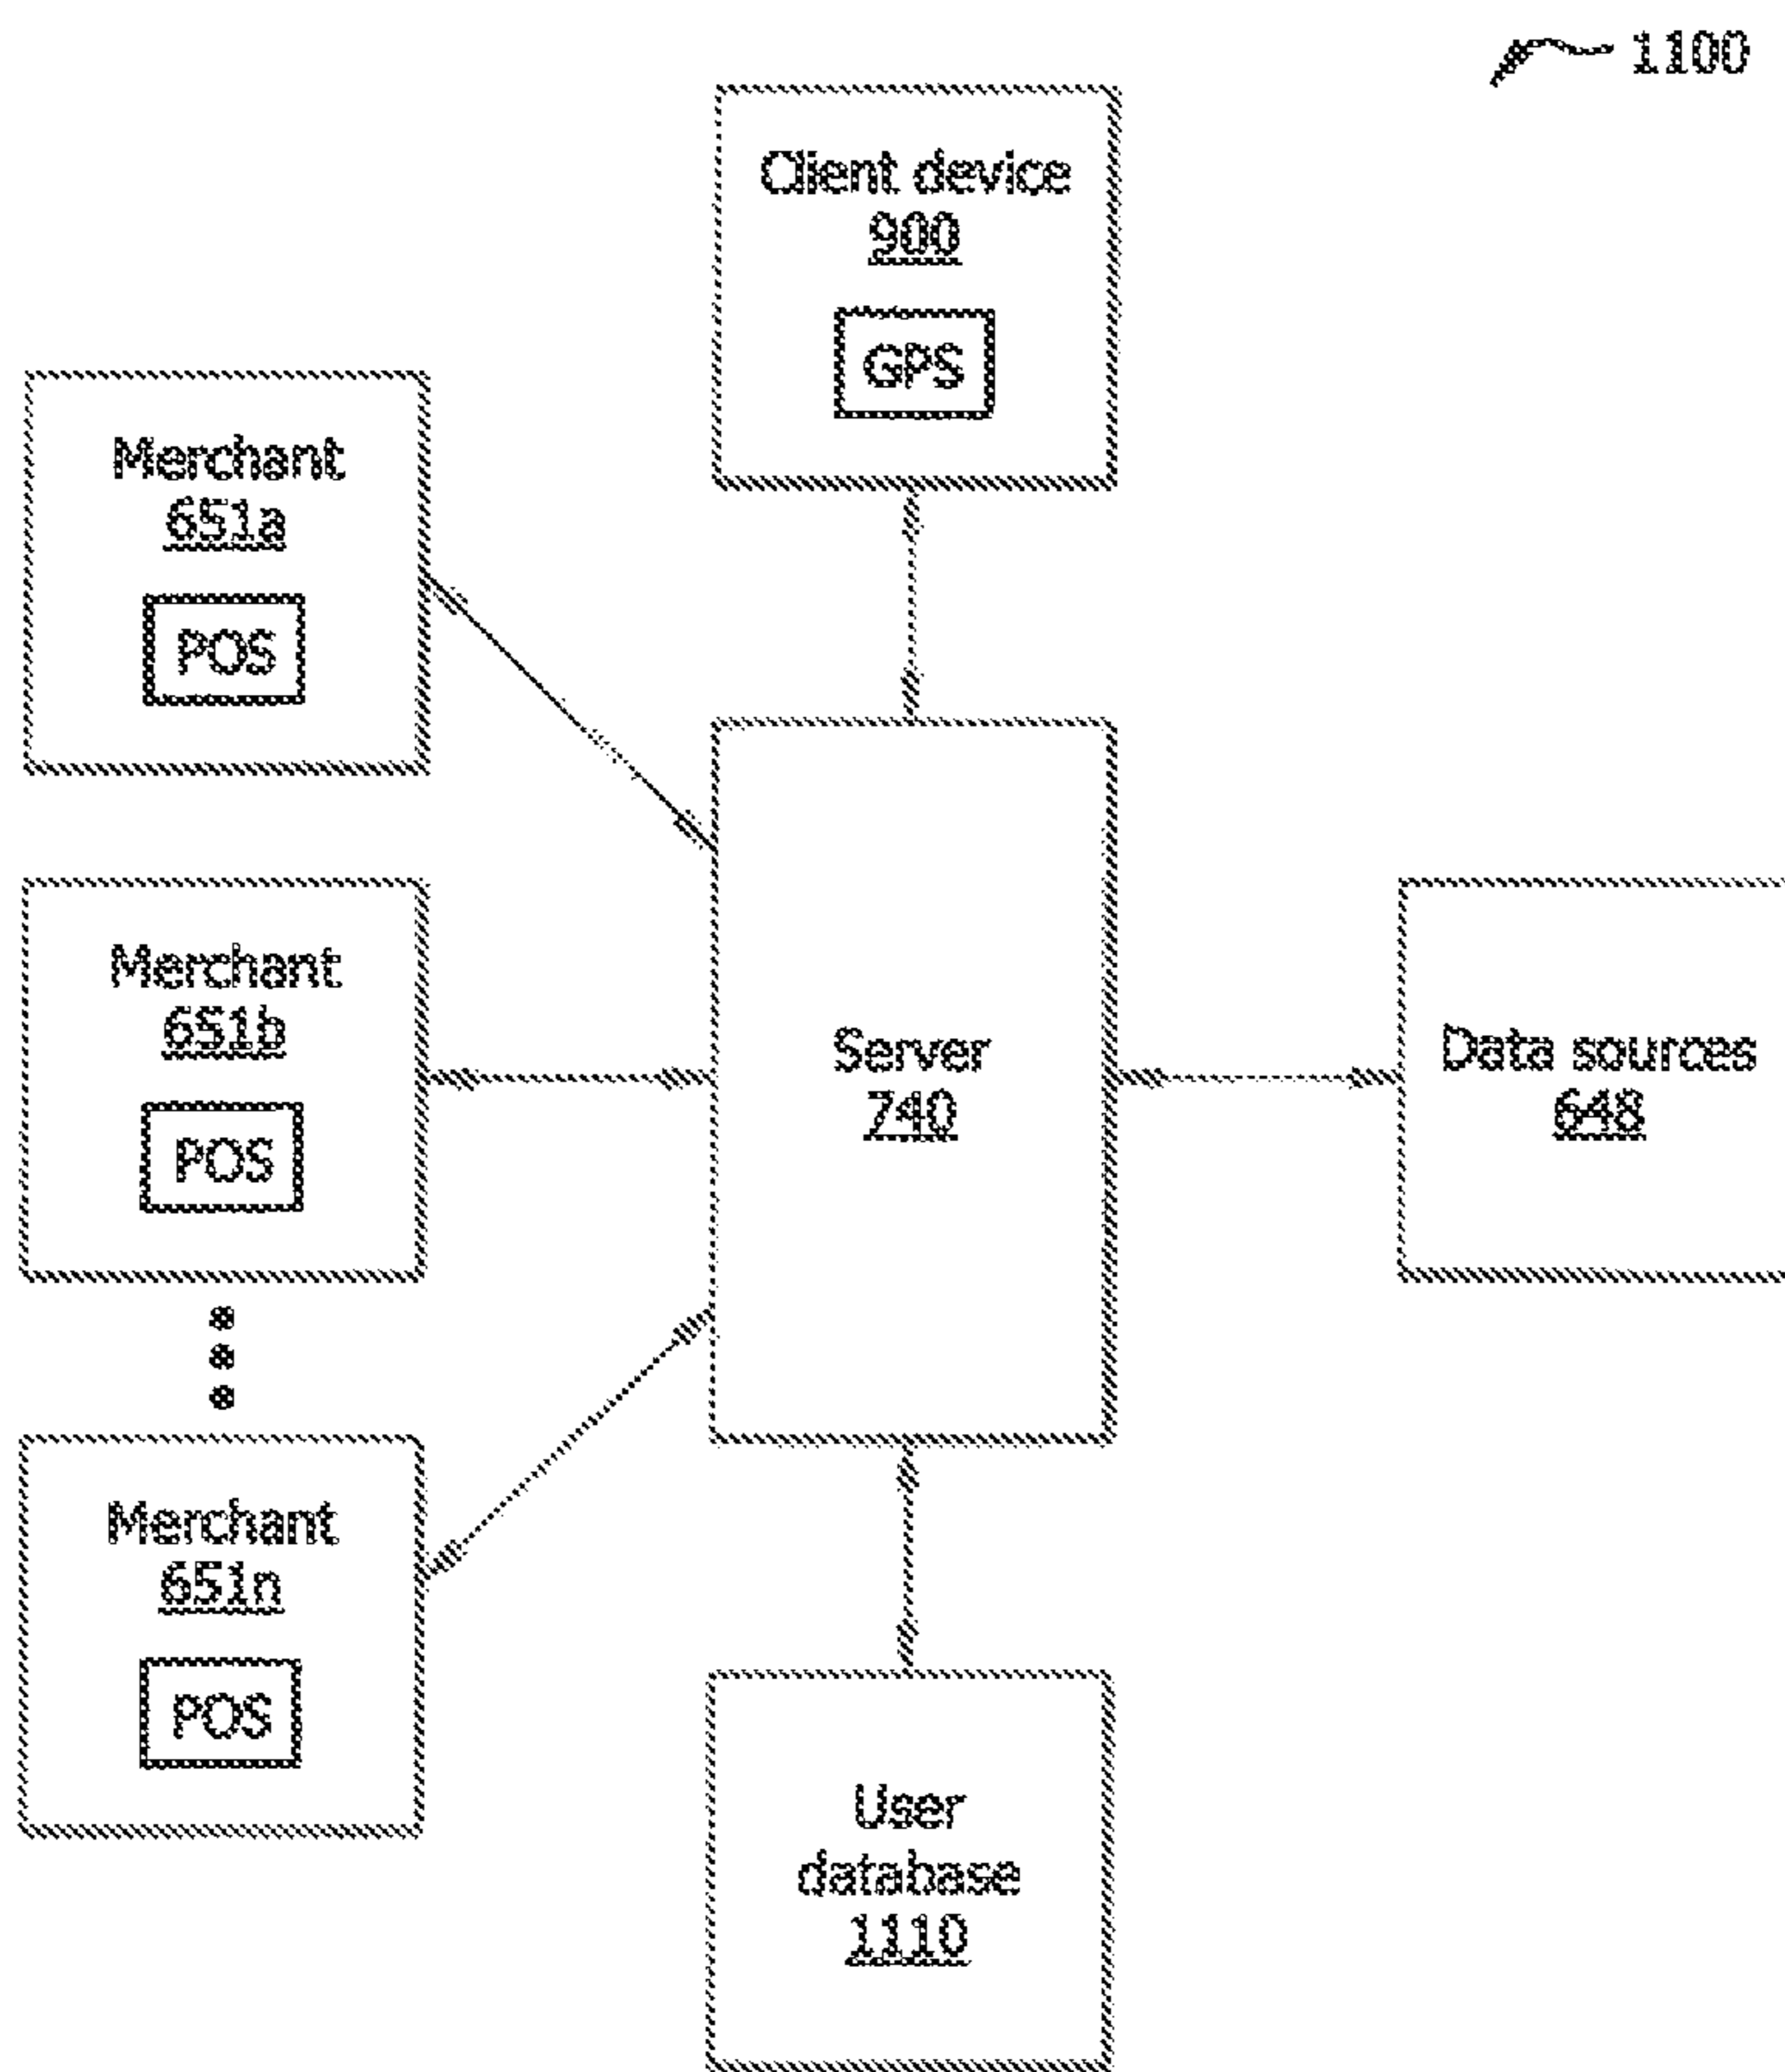 1100
Client device
900
GPS
Merchant
651a
POS
Merchant
651b
POS
Server
740
Data sources
648
Merchant
651n
POS
User
database
1110